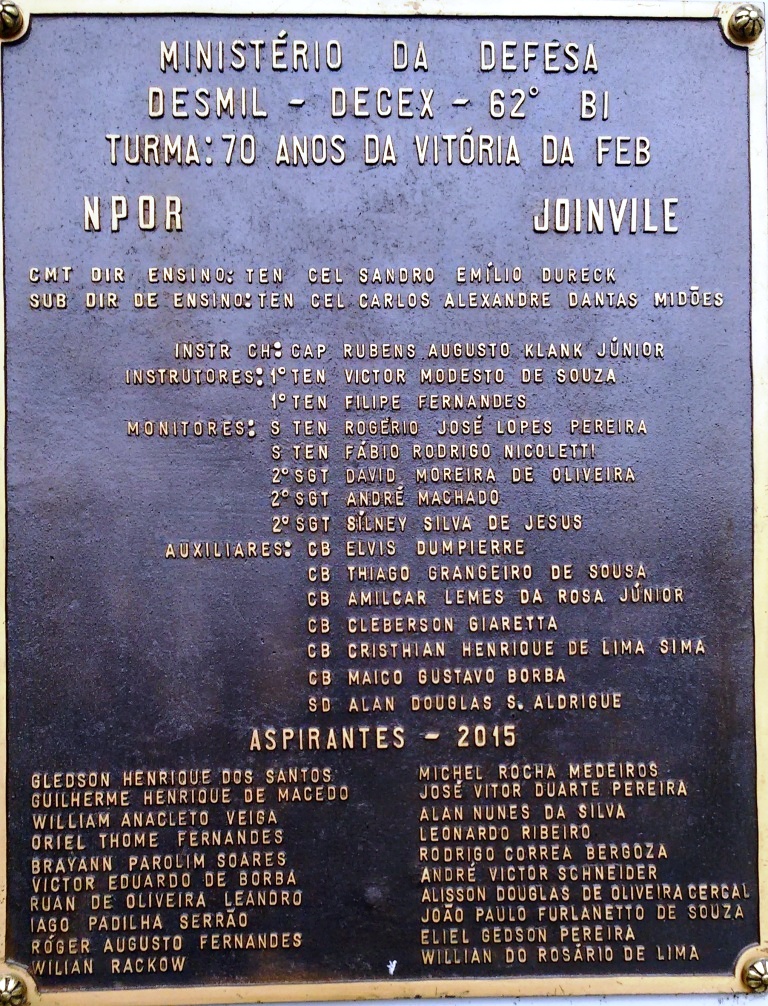 MINISTÉRIO DA DEFESA
DESMIL - DECEX - 62° BI
TURMA: 70 ANOS DA VITÓRIA DA FEB
NPOR JOINVILE
CMT DIR ENSINO: TEN CEL SANDRO EMÍLIO DURECK
SUB DIR DE ENSINO: TEN CEL CARLOS ALEXANDRE DANTAS MIDÕES
INSTR CH: CAP RUBENS AUGUSTO KLANK JÚNIOR
INSTRUTORES: 1° TEN VICTOR MODESTO DE SOUZA
1° TEN FILIPE FERNANDES
MONITORES: S TEN ROGÉRIO JOSÉ LOPES PEREIRA
S TEN FÁBIO RODRIGO NICOLETTI
2° SGT DAVID MOREIRA DE OLIVEIRA
2° SGT ANDRÉ MACHADO
2° SGT SÍLNEY SILVA DE JESUS
AUXILIARES: CB ELVIS DUMPIERRE
CB THIAGO GRANGEIRO DE SOUSA
CB AMILCAR LEMES DA ROSA JÚNIOR
CB CLEBERSON GIARETTA
CB CRISTHIAN HENRIQUE DE LIMA SIMA
CB MAICO GUSTAVO BORBA
SD ALAN DOUGLAS S. ALDRIGUE
ASPIRANTES - 2015
GLEDSON HENRIQUE DOS SANTOS
GUILHERME HENRIQUE DE MACEDO
WILLIAM ANACLETO VEIGA
ORIEL THOME FERNANDES
BRAYANN PAROLIM SOARES
VICTOR EDUARDO DE BORBA
RUAN DE OLIVEIRA LEANDRO
IAGO PADILHA SERRÃO
RÓGER AUGUSTO FERNANDES
WILIAN RACKOW
MICHEL ROCHA MEDEIROS
JOSÉ VITOR DUARTE PEREIRA
ALAN NUNES DA SILVA
LEONARDO RIBEIRO
RODRIGO CORREA BERGOZA
ANDRÉ VICTOR SCHNEIDER
ALISSON DOUGLAS DE OLIVEIRA CERCAL
JOÃO PAULO FURLANETTO DE SOUZA
ELIEL GEDSON PEREIRA
WILLIAN DO ROSÁRIO DE LIMA